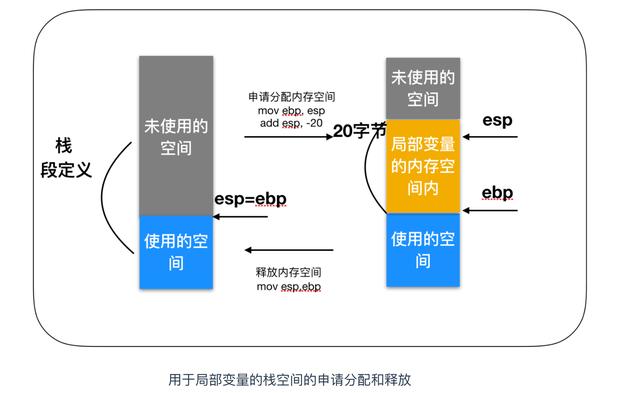 栈
段定义
未使用的
空间
使用的空
间
esp=ebp
申请分配内存空间
mov ebp, esp
add esp, -20
释放内存空间
mov esp,ebp
20字节
未使用的
空间
局部变量
的内存空
间内
使用的空
间
esp
ebp
用于局部变量的栈空间的申请分配和释放